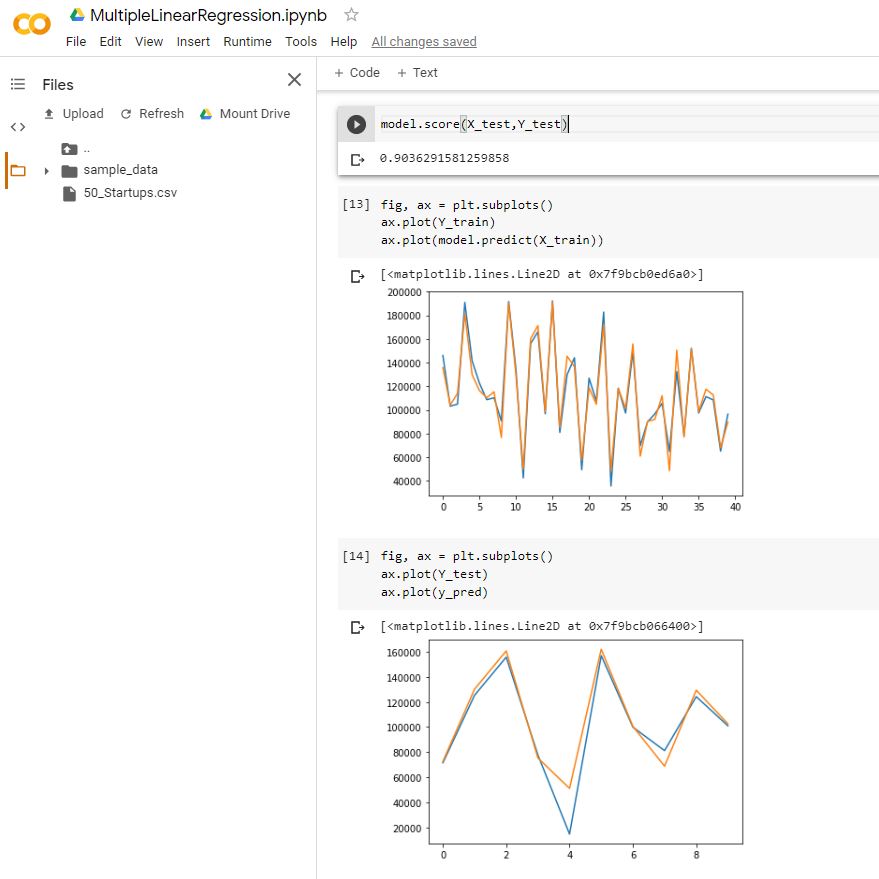 MultipleLinearRegression.ipynb
File Edit View Insert Runtime Tools Help All changes saved
Files
Upload Refresh Mount Drive
..
sample_data
50_Startups.csv
+ Code + Text
model.score(X_test,Y_test)
0.9036291581259858
[13] fig, ax = plt.subplots()
ax.plot(Y_train)
ax.plot(model.predict(X_train))
[<matplotlib.lines.Line2D at 0x7f9bcb0ed6a0>]
200000
180000
160000
140000
120000
100000
80000
60000
40000
0 5 10 15 20 25 30 35 40
[14] fig, ax = plt.subplots()
ax.plot(Y_test)
ax.plot(y_pred)
[<matplotlib.lines.Line2D at 0x7f9bcb066400>]
160000
140000
120000
100000
80000
60000
40000
20000
0 2 4 6 8